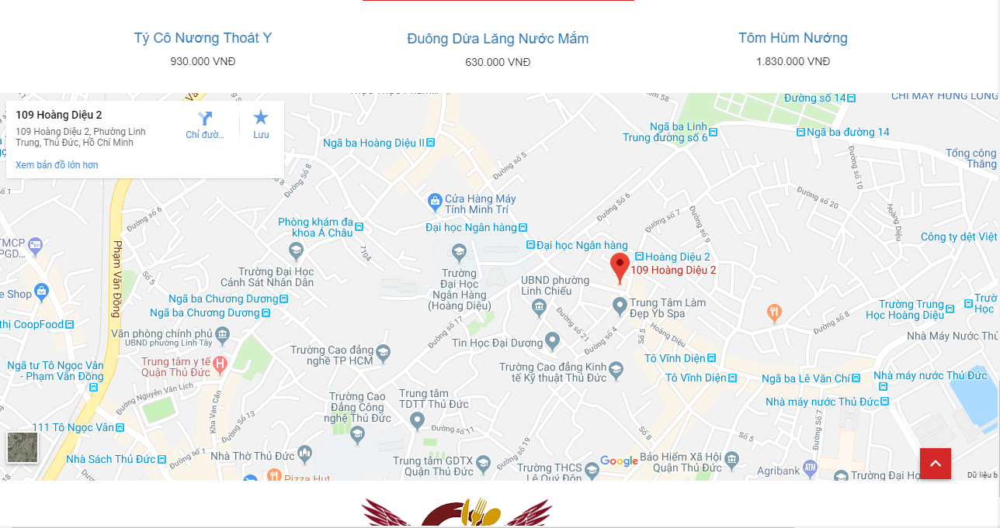 Tý Cô Nương Thoát Y
930.000 VNĐ
Đuông Dừa Lăng Nước Mắm
630.000 VNĐ
Tôm Hùm Nướng
1.830.000 VNĐ
109 Hoàng Diệu 2
109 Hoàng Diệu 2, Phường Linh
Trung, Thủ Đức, Hồ Chí Minh
Xem bản đồ lớn hơn
Chỉ đườ...
Lưu
Đường số 14
CHỈ MAY HƯNG LONG
Ngã ba Hoàng Diệu II
Ngã ba Linh
Trung đường số 6
Ngã ba đường 14
Tổng công
Thắng
Đường số 5
Đường số 8
Đường số 10
Đường số 20
Hoàng Diệu
Cửa Hàng Máy
Tính Minh Trí
Đường số 6
Đường số 6
Đường số 7
Đường số 9
Phòng khám đa
khoa Á Châu
Đại học Ngân hàng
Đại học Ngân hàng
Công ty dệt Việt
TMCP
PGD...
Phạm Văn Đồng
7104
Hoàng Diệu 2
109 Hoàng Diệu 2
Trường Đại Học
Cảnh Sát Nhân Dân
Trường
Đại Học
Ngân Hàng
(Hoàng Diệu)
UBND phường
Linh Chiểu
e Shop
Ngã ba Chương Dương
Ngã ba Chương Dương
Trung Tâm Làm
Đẹp Yb Spa
Trường Trung
Học Hoàng Diệu
Trườ
Học
thị CoopFood
Văn phòng chính phủ
UBND phường Linh Tây
Đường số 17
Đường số 21
Đường số 4
Số 5
Hoàng Diệu
Đường số 8
Nhà Máy Nước Thủ
Tin Học Đại Dương
Trường Cao đẳng
nghề TP HCM
Trung tâm y tế
Quận Thủ Đức
Ngã tư Tô Ngọc Vân
- Phạm Văn Đồng
Trường Cao đẳng Kinh
tế Kỹ thuật Thủ Đức
Tô Vĩnh Diện
Tô Vĩnh Diện
Ngã ba Lê Văn Chí
Nhà máy nước Thủ Đức
Nhà máy nước Thủ Đức
Đường Nguyễn Văn Lịch
Kha Vạn Cân
Trường Cao
Đẳng Công
nghệ Thủ Đức
Trung tâm
TDTT Thủ Đức
Đường số 13
Đường số 11
111 Tô Ngọc Vân
Số 8
Số 5
Đường số 7
Nhà Sách Thủ Đức
Đường số 1
Nhà Thờ Thủ Đức
Trung tâm GDTX
Quận Thủ Đức
Đường số 19
Trường THCS
Lê Quý Đôn
Google
Bảo Hiểm Xã Hội
Quận Thủ Đức
Agribank
ATM
Trường Đại Họ
Pizza Hut
Dữ liệu b